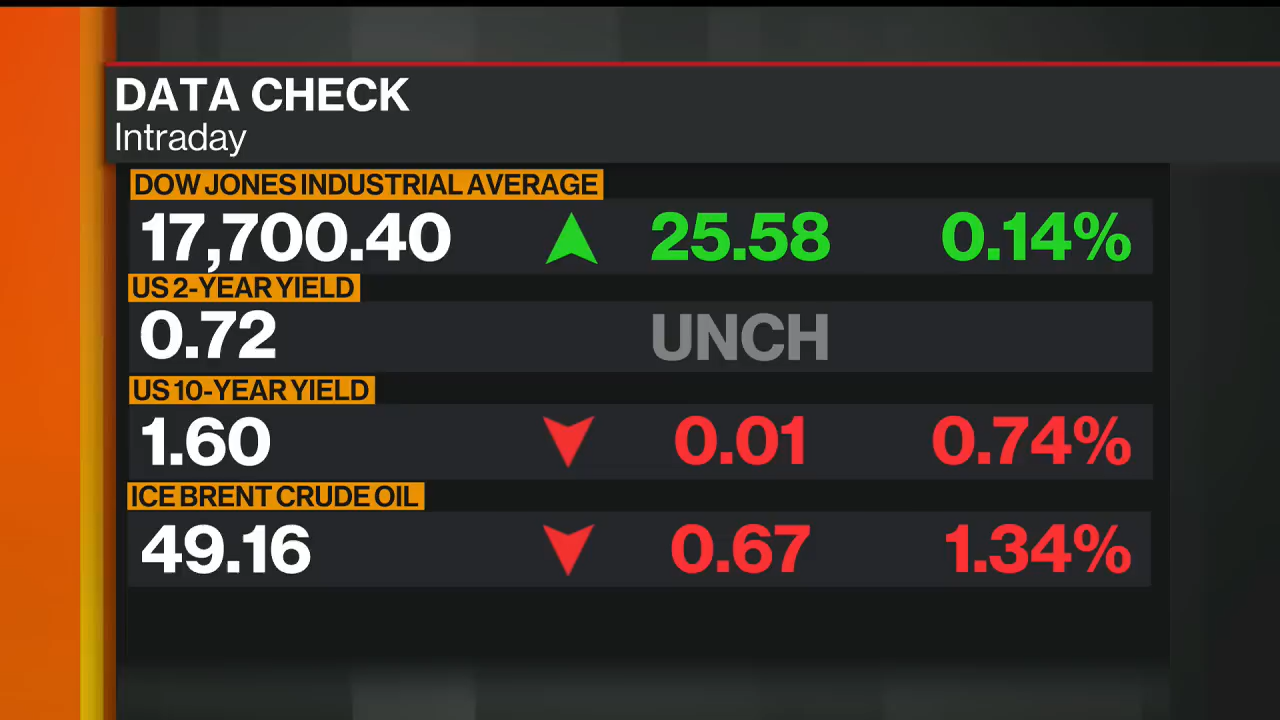 DATA CHECK
Intraday
DOW JONES INDUSTRIAL AVERAGE
17,700.40 25.58 0.14%
US 2-YEAR YIELD
0.72 UNCH
US 10-YEAR YIELD
1.60 0.01 0.74%
ICE BRENT CRUDE OIL
49.16 0.67 1.34%